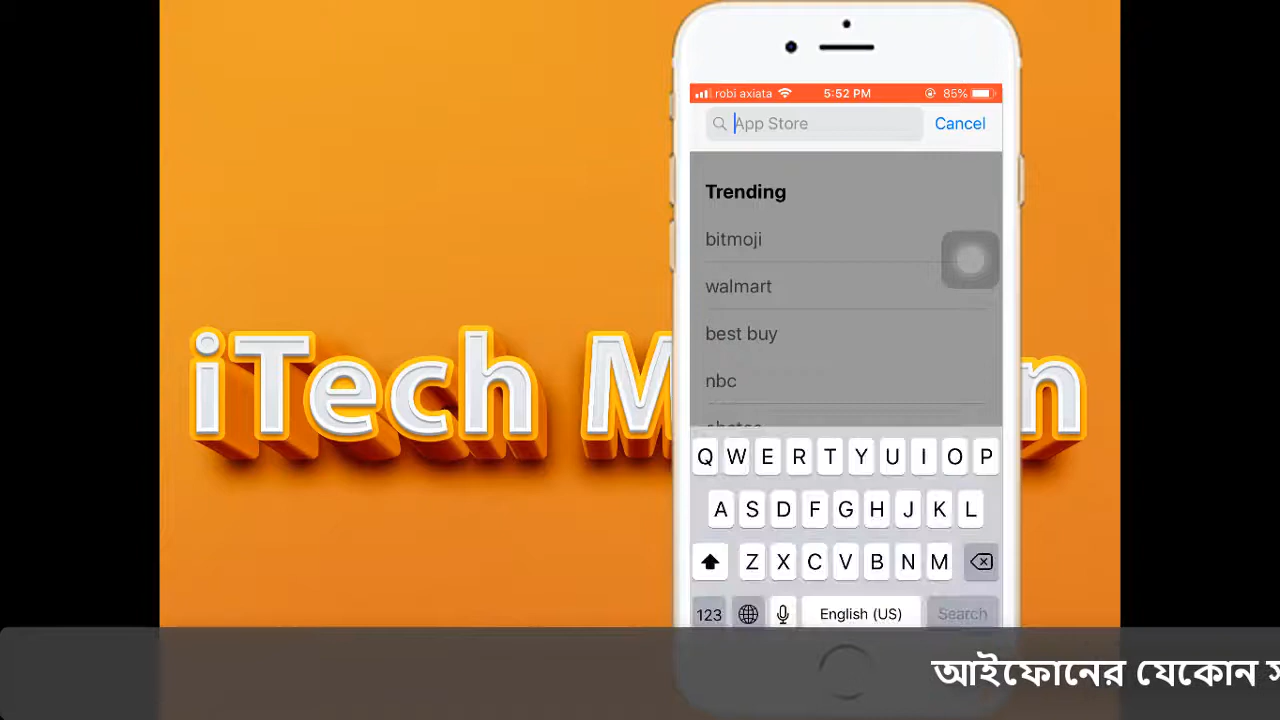 robi axiata 5:52 PM 85%
App Store Cancel
Trending
bitmoji
walmart
best buy
nbc
iTech
Q W E R T Y U I O P
A S D F G H J K L
Z X C V B N M
123 English (US) Search
আইফোনের যেকোন